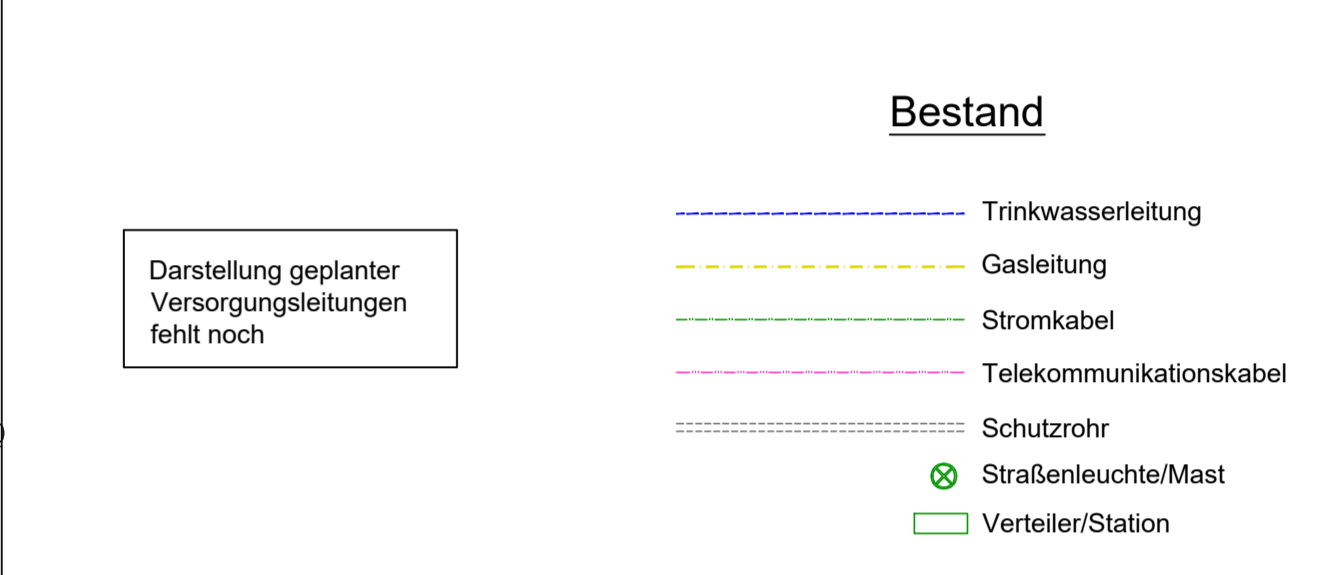 Bestand
Darstellung geplanter
Versorgungsleitungen
fehlt noch
Trinkwasserleitung
Gasleitung
Stromkabel
Telekommunikationskabel
Schutzrohr
Straßenleuchte/Mast
Verteiler/Station